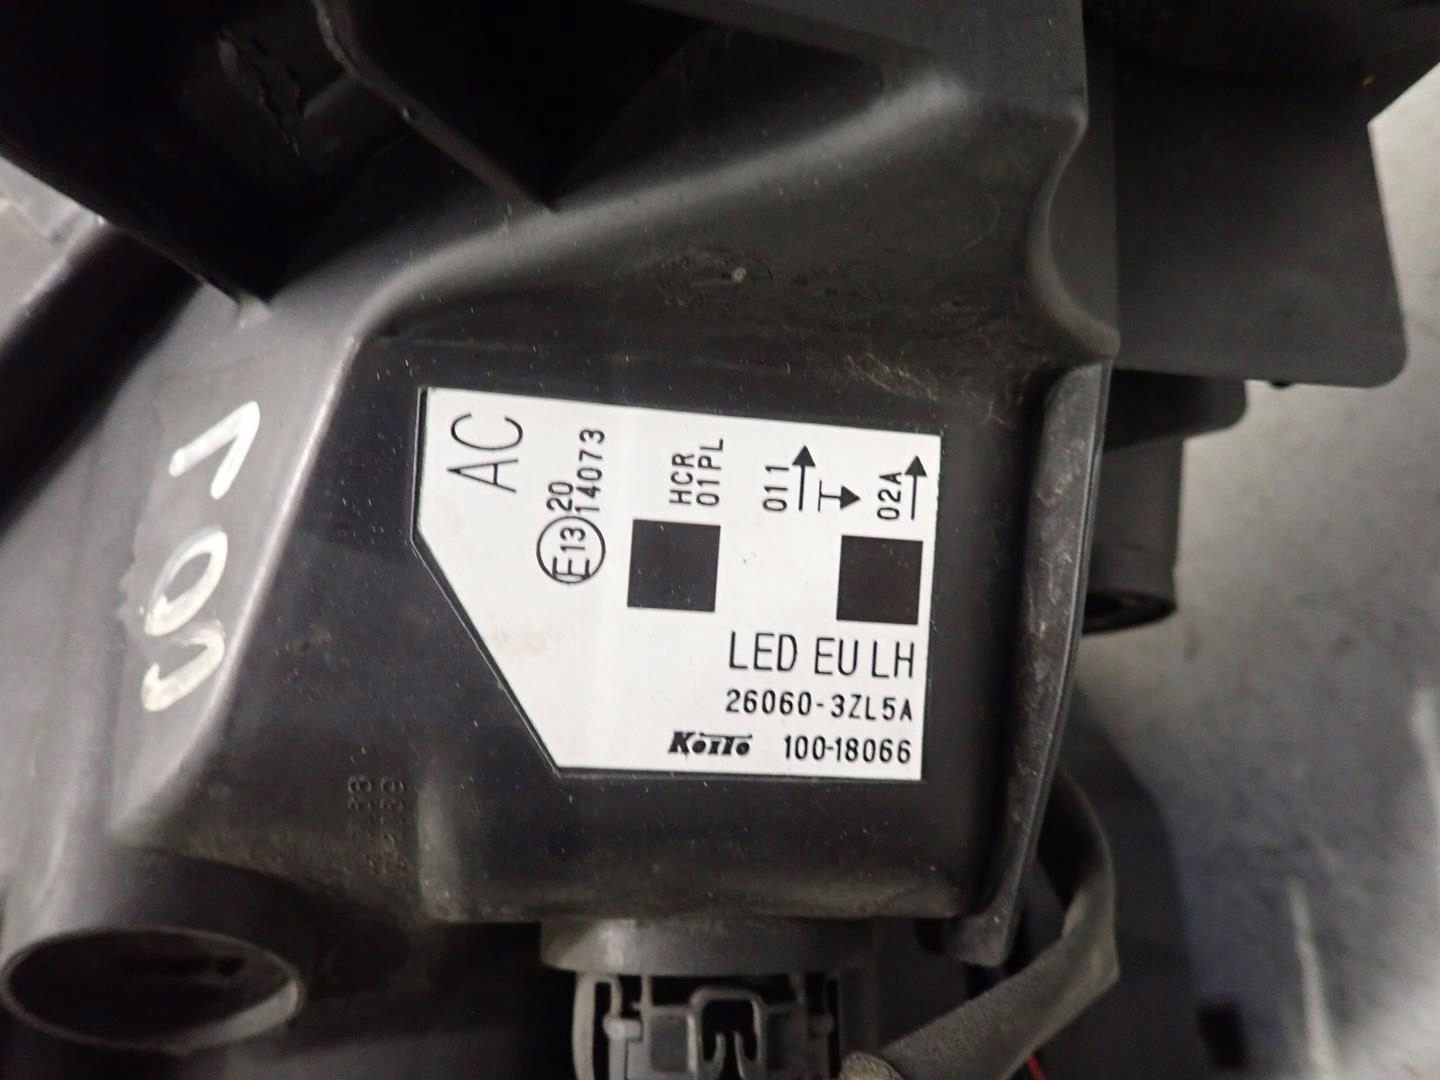 AC
20
E13 14073
HCR
01PL
011
02A
LED EU LH
26060-3ZL5A
KOITO 100-18066